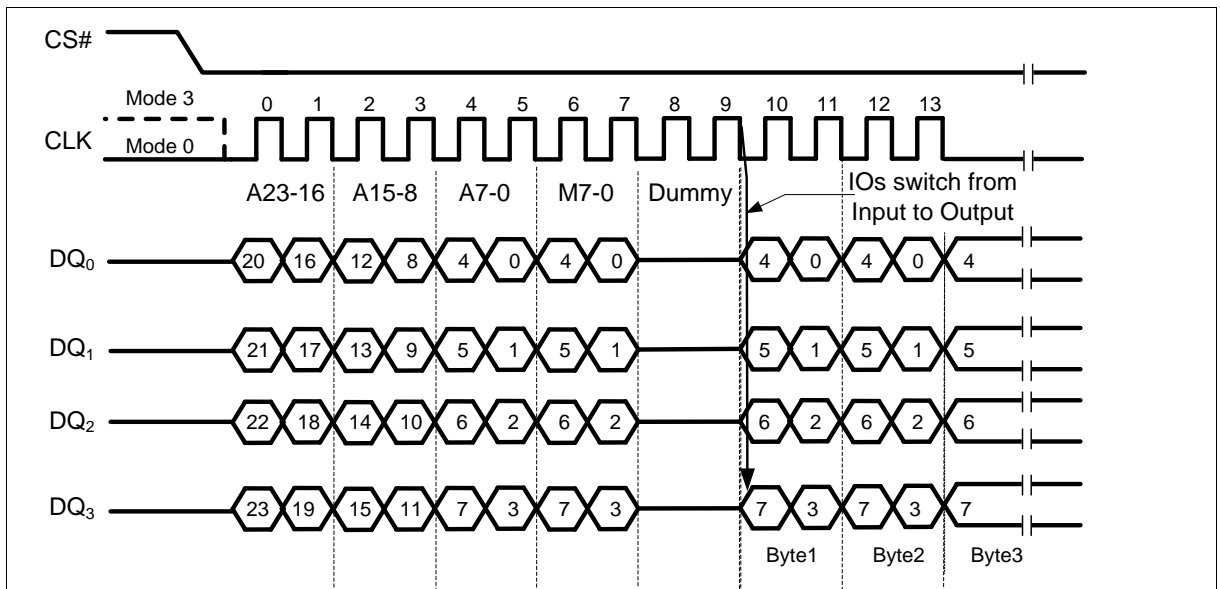 CS#
Mode 3
0 1 2 3 4 5 6 7 8 9 10 11 12 13
CLK
Mode 0
A23-16 A15-8 A7-0 M7-0 Dummy
IOs switch from
Input to Output
DQ0 20 16 12 8 4 0 4 0 4 0 4 0 4
DQ1 21 17 13 9 5 1 5 1 5 1 5 1 5
DQ2 22 18 14 10 6 2 6 2 6 2 6 2 6
DQ3 23 19 15 11 7 3 7 3 7 3 7 3 7
Byte1 Byte2 Byte3